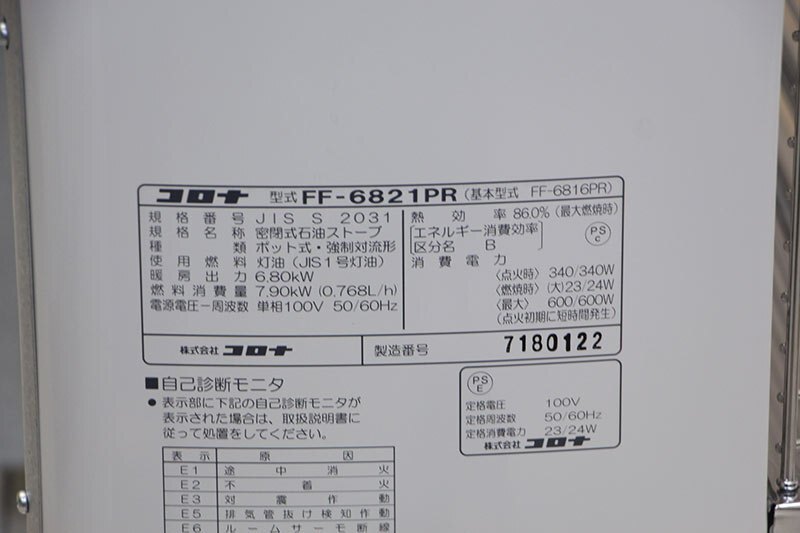 コロナ 型式 FF-6821PR (基本型式 FF-6816PR)
規格番号 JIS S 2031
規格名称 密閉式石油ストーブ
種類 ポット式・強制対流形
使用燃料 灯油(JIS1号灯油)
暖房出力 6.80kW
燃料消費量 7.90kW (0.768L/h)
電源電圧-周波数 単相100V 50/60Hz
熱効率 86.0% (最大燃焼時)
エネルギー消費効率
区分名 B
PS
C
消費電力
〈点火時〉 340/340W
〈燃焼時〉 (大) 23/24W
〈最大〉 600/600W
(点火初期に短時間発生)
株式会社 コロナ
製造番号 7180122
■自己診断モニタ
● 表示部に下記の自己診断モニタが
表示された場合は、取扱説明書に
従って処置をしてください。
表示 原因
E1 途中消火
E2 不着火
E3 対震作動
E5 排気管抜け検知作動
E6 ルームサーモ断線
PS
E
定格電圧 100V
定格周波数 50/60Hz
定格消費電力 23/24W
株式会社 コロナ